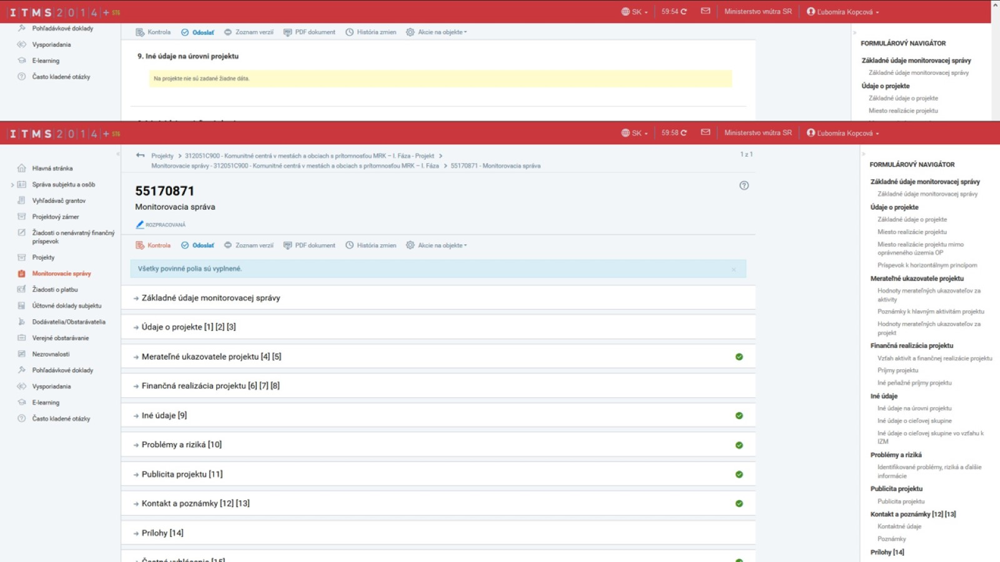 ITMS2014+ STG
SK
59:54
Ministerstvo vnútra SR
Ľubomíra Kopcová
Pohľadávkové doklady
Vysporiadania
E-learning
Často kladené otázky
Kontrola
Odoslať
Zoznam verzií
PDF dokument
História zmien
Akcie na objekte
9. Iné údaje na úrovni projektu
Na projekte nie sú zadané žiadne dáta.
FORMULÁROVÝ NAVIGÁTOR
Základné údaje monitorovacej správy
Základné údaje monitorovacej správy
Údaje o projekte
Základné údaje o projekte
Miesto realizácie projektu
ITMS2014+ STG
SK
59:58
Ministerstvo vnútra SR
Ľubomíra Kopcová
Hlavná stránka
Správa subjektu a osôb
Vyhľadávač grantov
Projektový zámer
Žiadosti o nenávratný finančný
príspevok
Projekty
Monitorovacie správy
Žiadosti o platbu
Účtovné doklady subjektu
Dodávatelia/Obstarávatelia
Verejné obstarávanie
Nezrovnalosti
Pohľadávkové doklady
Vysporiadania
E-learning
Často kladené otázky
Projekty > 312051C900 - Komunitné centrá v mestách a obciach s prítomnosťou MRK – I. Fáza - Projekt >
Monitorovacie správy - 312051C900 - Komunitné centrá v mestách a obciach s prítomnosťou MRK – I. Fáza > 55170871 - Monitorovacia správa
1 z 1
55170871
Monitorovacia správa
ROZPRACOVANÁ
Kontrola
Odoslať
Zoznam verzií
PDF dokument
História zmien
Akcie na objekte
Všetky povinné polia sú vyplnené.
Základné údaje monitorovacej správy
Údaje o projekte [1] [2] [3]
Merateľné ukazovatele projektu [4] [5]
Finančná realizácia projektu [6] [7] [8]
Iné údaje [9]
Problémy a riziká [10]
Publicita projektu [11]
Kontakt a poznámky [12] [13]
Prílohy [14]
Čestné vyhlásenie [15]
FORMULÁROVÝ NAVIGÁTOR
Základné údaje monitorovacej správy
Základné údaje monitorovacej správy
Údaje o projekte
Základné údaje o projekte
Miesto realizácie projektu
Miesto realizácie projektu mimo
oprávneného územia OP
Príspevok k horizontálnym princípom
Merateľné ukazovatele projektu
Hodnoty merateľných ukazovateľov za
aktivity
Poznámky k hlavným aktivitám projektu
Hodnoty merateľných ukazovateľov za
projekt
Finančná realizácia projektu
Vzťah aktivít a finančnej realizácie projektu
Príjmy projektu
Iné peňažné príjmy projektu
Iné údaje
Iné údaje na úrovni projektu
Iné údaje o cieľovej skupine
Iné údaje o cieľovej skupine vo vzťahu k
IZM
Problémy a riziká
Identifikované problémy, riziká a ďalšie
informácie
Publicita projektu
Publicita projektu
Kontakt a poznámky [12] [13]
Kontaktné údaje
Poznámky
Prílohy [14]